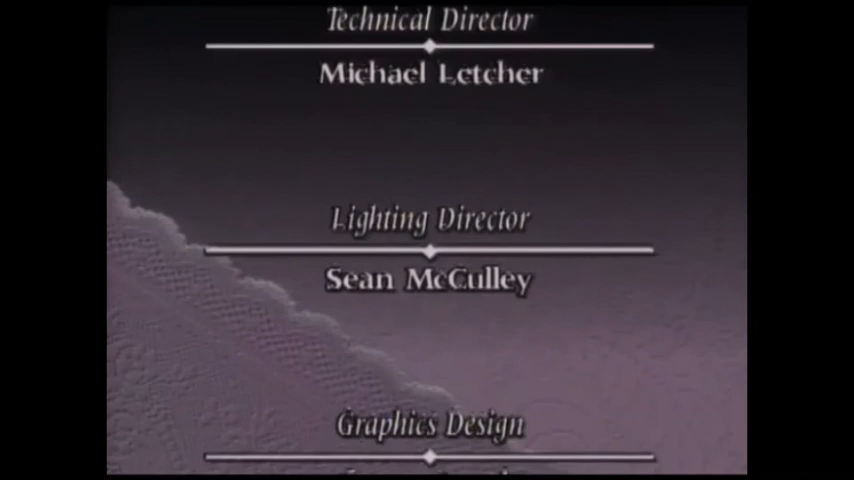 Technical Director
Michael Letcher
Lighting Director
Sean McCulley
Graphics Design